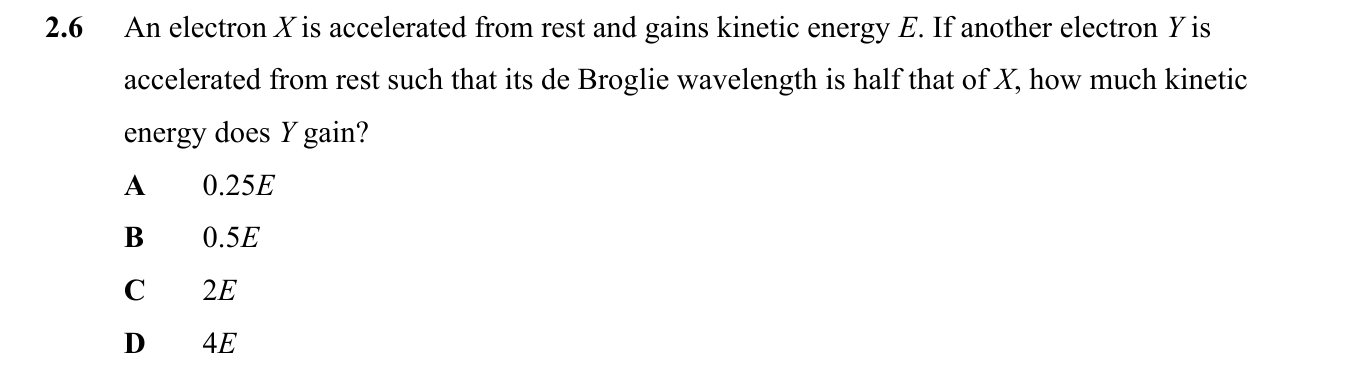 2.6 An electron X is accelerated from rest and gains kinetic energy E. If another electron Y is
accelerated from rest such that its de Broglie wavelength is half that of X, how much kinetic
energy does Y gain?
A 0.25E
B 0.5E
C 2E
D 4E